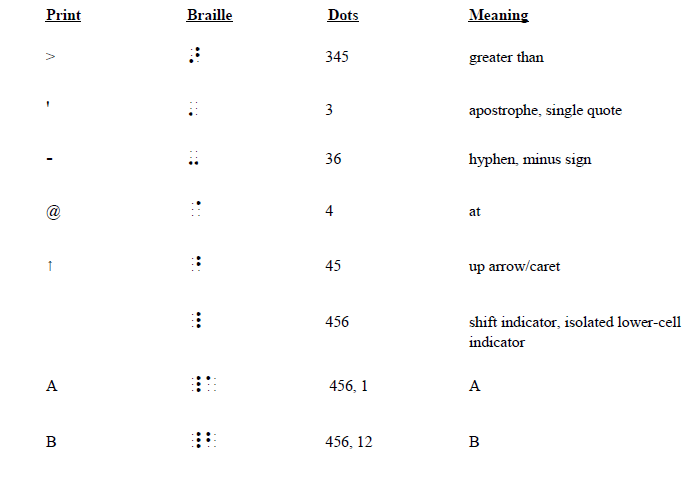 Print Braille Dots Meaning
> ⠜ 345 greater than
' ⠄ 3 apostrophe, single quote
- ⠤ 36 hyphen, minus sign
@ ⠈ 4 at
↑ ⠘ 45 up arrow/caret
⠸ 456 shift indicator, isolated lower-cell
indicator
A ⠸⠁ 456, 1 A
B ⠸⠃ 456, 12 B